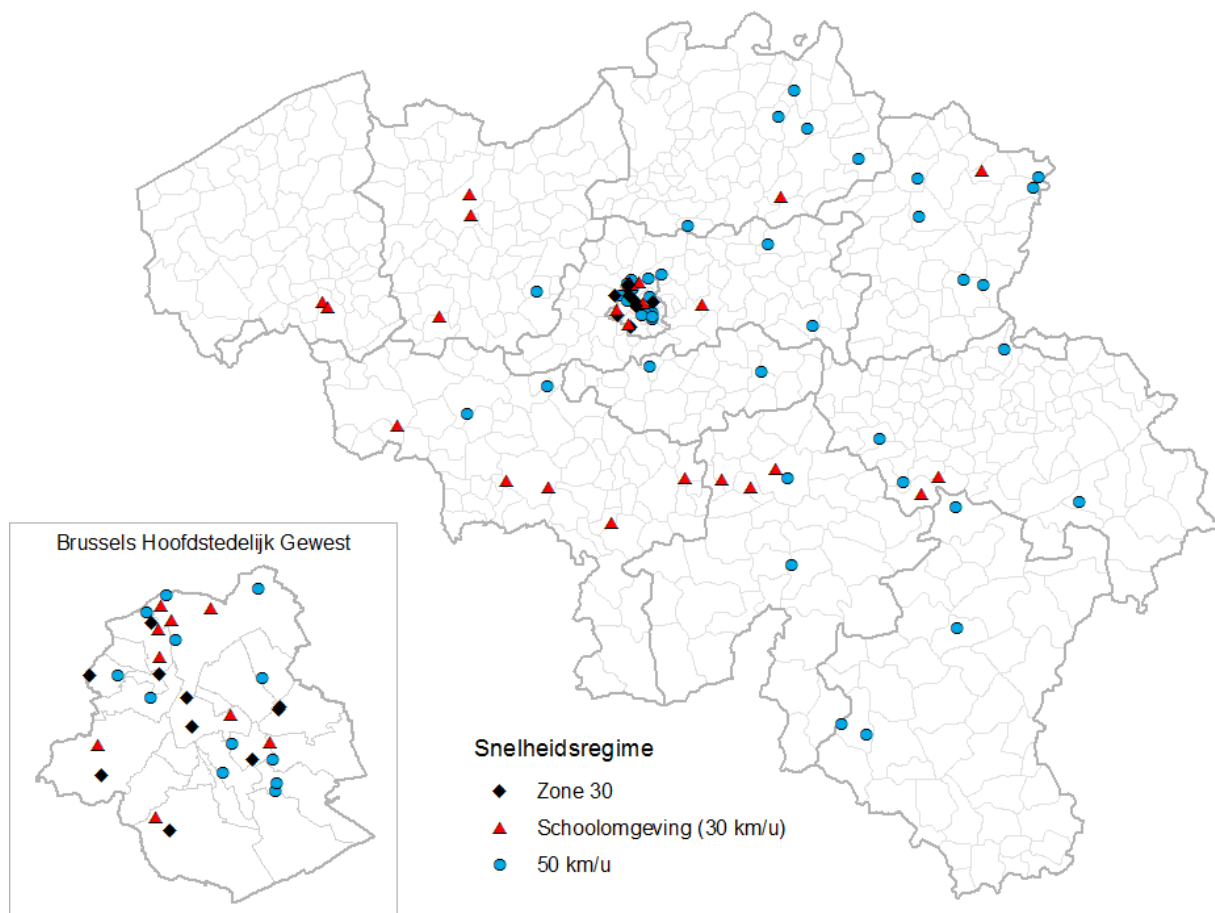 Brussels Hoofdstedelijk Gewest
Snelheidsregime
Zone 30
Schoolomgeving (30 km/u)
50 km/u